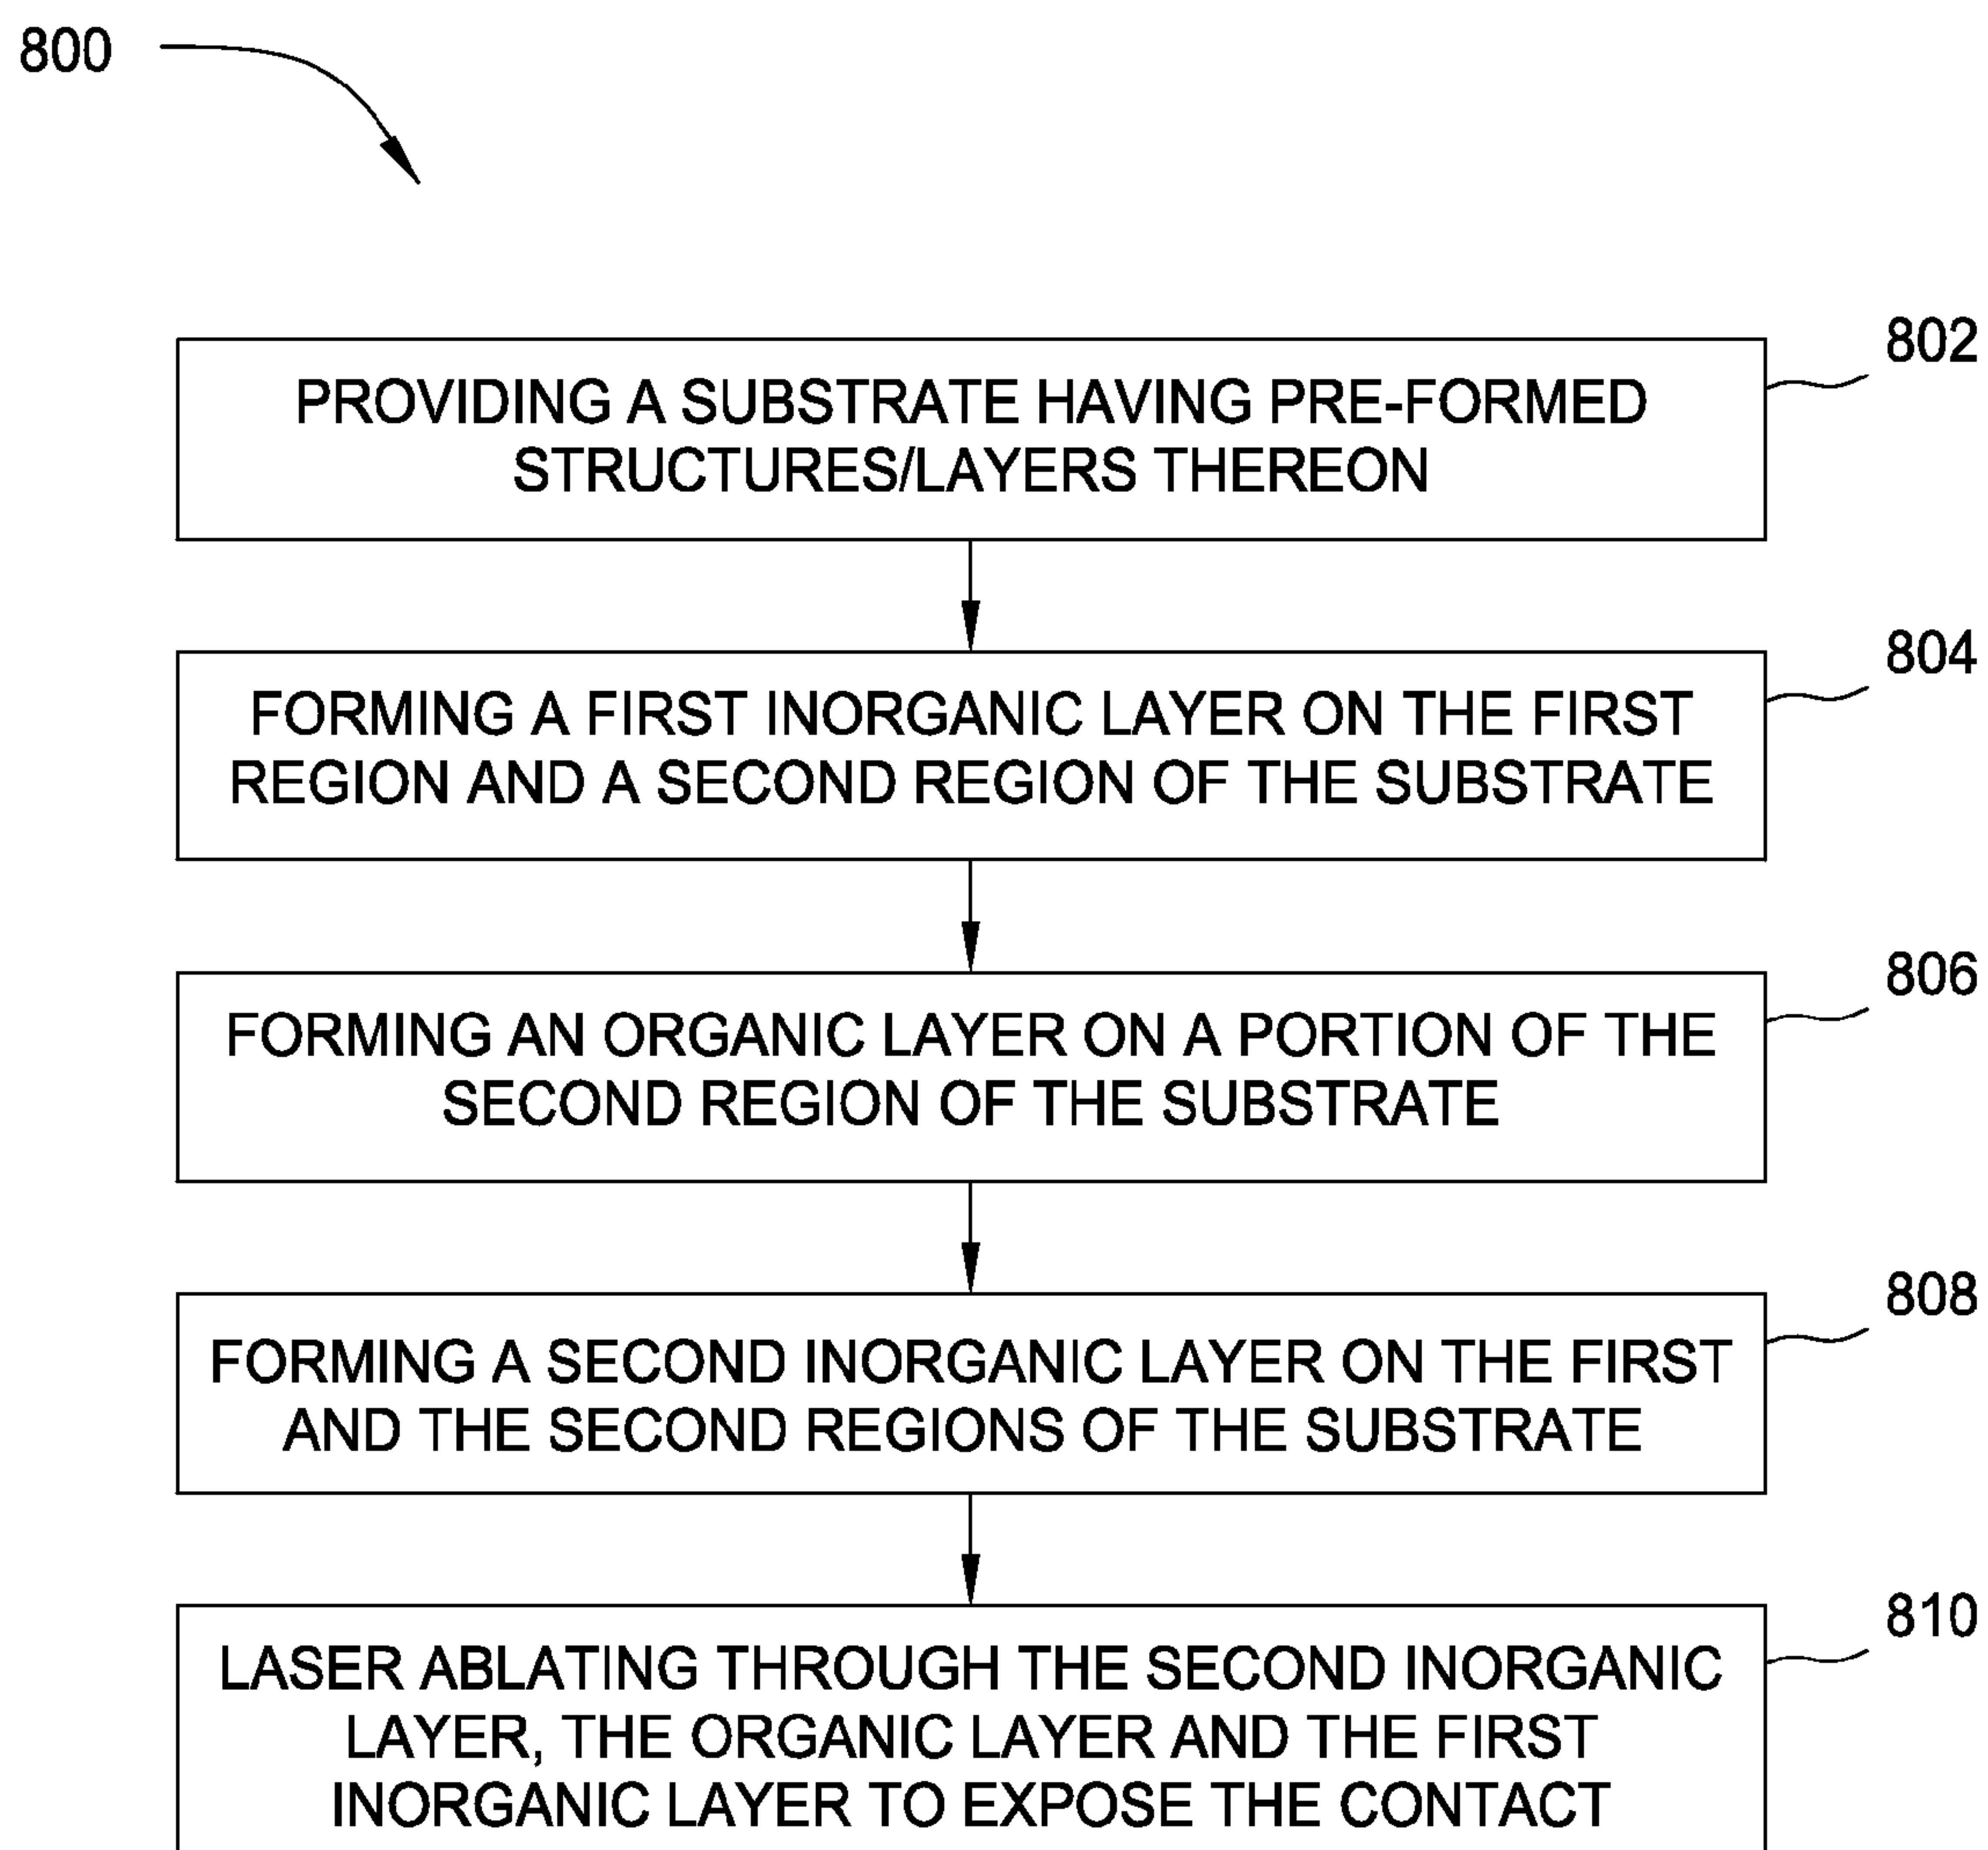 800
802
PROVIDING A SUBSTRATE HAVING PRE-FORMED
STRUCTURES/LAYERS THEREON
804
FORMING A FIRST INORGANIC LAYER ON THE FIRST
REGION AND A SECOND REGION OF THE SUBSTRATE
806
FORMING AN ORGANIC LAYER ON A PORTION OF THE
SECOND REGION OF THE SUBSTRATE
808
FORMING A SECOND INORGANIC LAYER ON THE FIRST
AND THE SECOND REGIONS OF THE SUBSTRATE
810
LASER ABLATING THROUGH THE SECOND INORGANIC
LAYER, THE ORGANIC LAYER AND THE FIRST
INORGANIC LAYER TO EXPOSE THE CONTACT